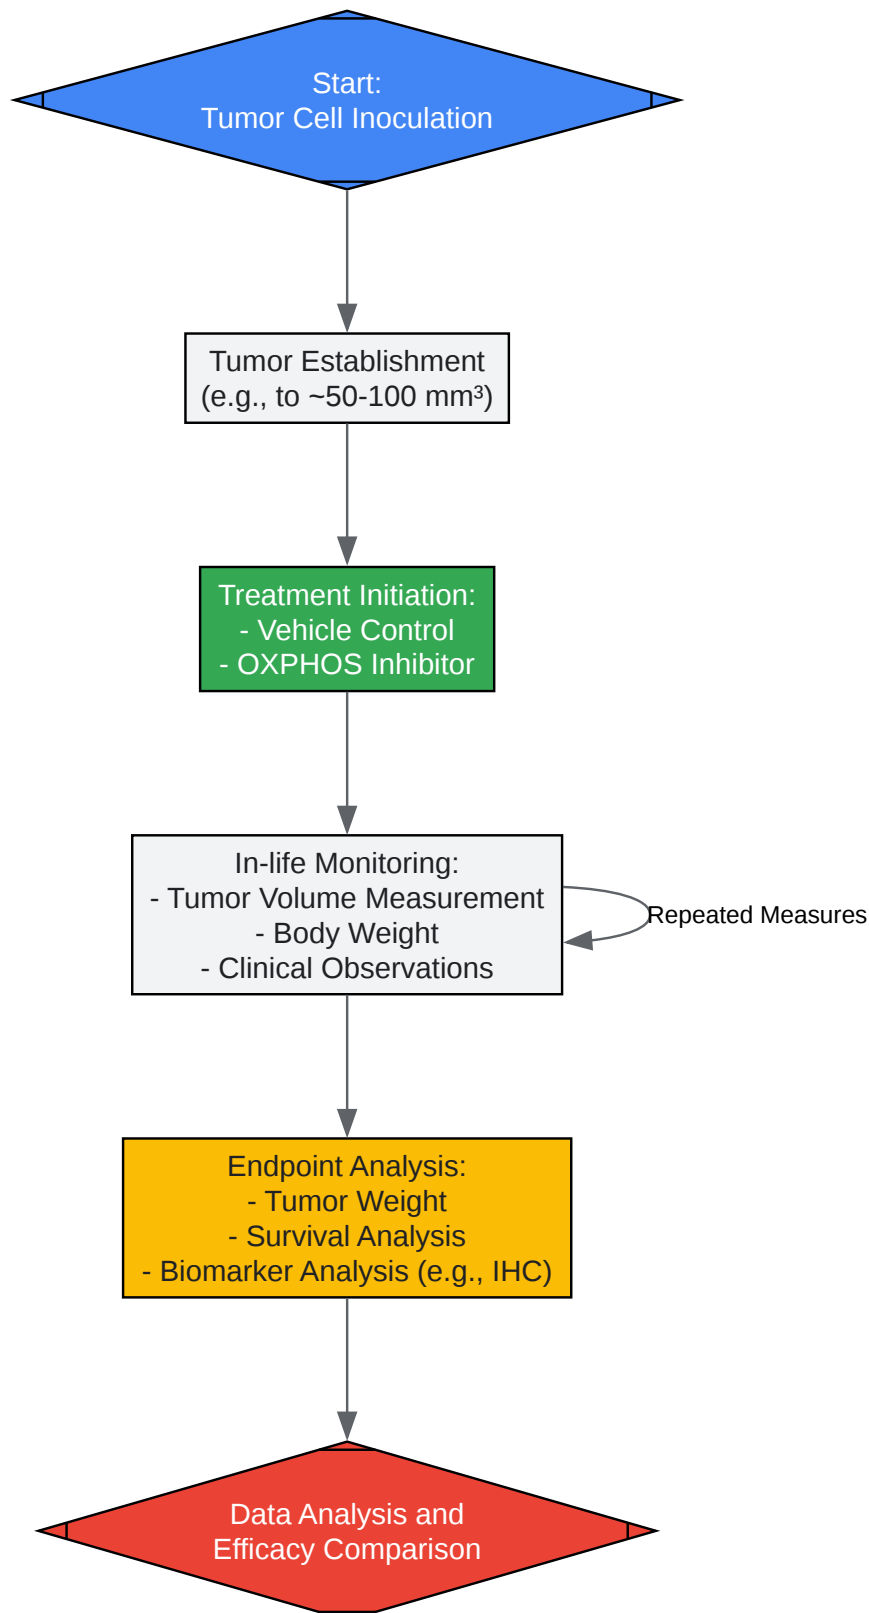 Start:
Tumor Cell Inoculation
Tumor Establishment
(e.g., to ~50-100 mm³)
Treatment Initiation:
- Vehicle Control
- OXPHOS Inhibitor
In-life Monitoring:
- Tumor Volume Measurement
- Body Weight
- Clinical Observations
Repeated Measures
Endpoint Analysis:
- Tumor Weight
- Survival Analysis
- Biomarker Analysis (e.g., IHC)
Data Analysis and
Efficacy Comparison